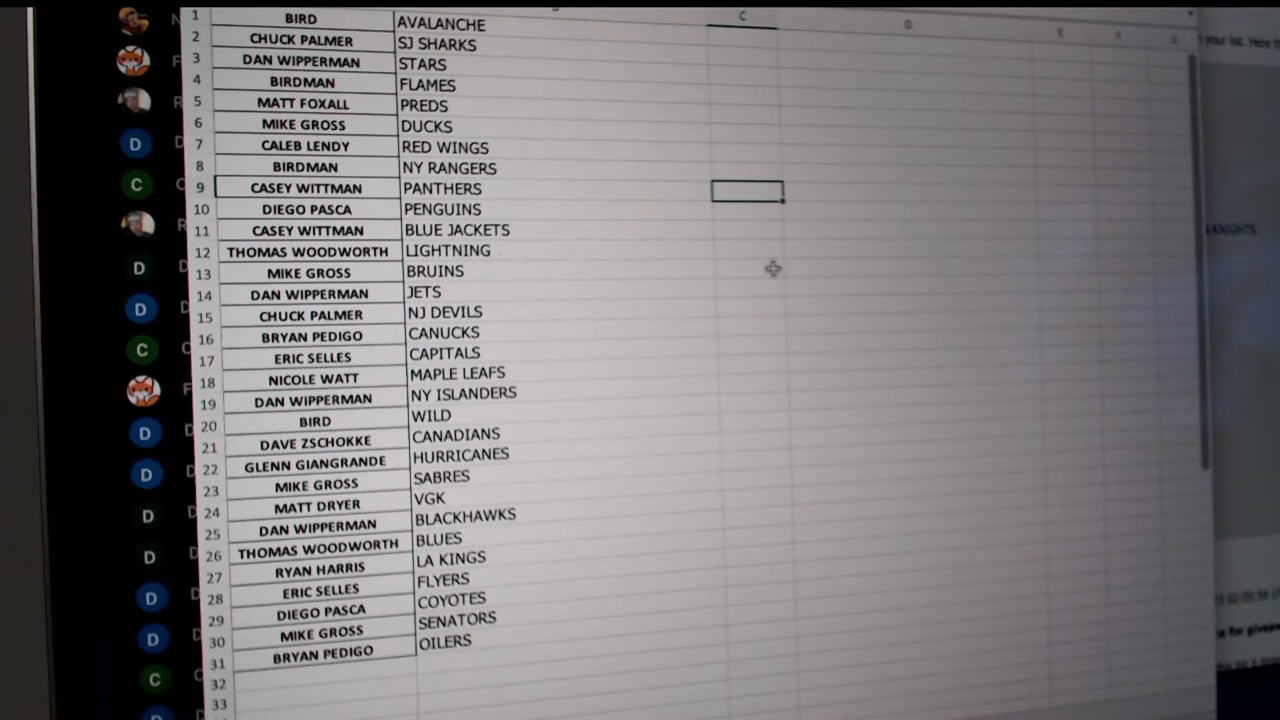 C D E F G
1 BIRD AVALANCHE
2 CHUCK PALMER SJ SHARKS
3 DAN WIPPERMAN STARS
4 BIRDMAN FLAMES
5 MATT FOXALL PREDS
6 MIKE GROSS DUCKS
7 CALEB LENDY RED WINGS
8 BIRDMAN NY RANGERS
9 CASEY WITTMAN PANTHERS
10 DIEGO PASCA PENGUINS
11 CASEY WITTMAN BLUE JACKETS
12 THOMAS WOODWORTH LIGHTNING
13 MIKE GROSS BRUINS
14 DAN WIPPERMAN JETS
15 CHUCK PALMER NJ DEVILS
16 BRYAN PEDIGO CANUCKS
17 ERIC SELLES CAPITALS
18 NICOLE WATT MAPLE LEAFS
19 DAN WIPPERMAN NY ISLANDERS
20 BIRD WILD
21 DAVE ZSCHOKKE CANADIANS
22 GLENN GIANGRANDE HURRICANES
23 MIKE GROSS SABRES
24 MATT DRYER VGK
25 DAN WIPPERMAN BLACKHAWKS
26 THOMAS WOODWORTH BLUES
27 RYAN HARRIS LA KINGS
28 ERIC SELLES FLYERS
29 DIEGO PASCA COYOTES
30 MIKE GROSS SENATORS
31 BRYAN PEDIGO OILERS
32
33
D
C
D
D
C
D
D
D
D
D
D
C
D
your list. Here
KNIGHTS
for